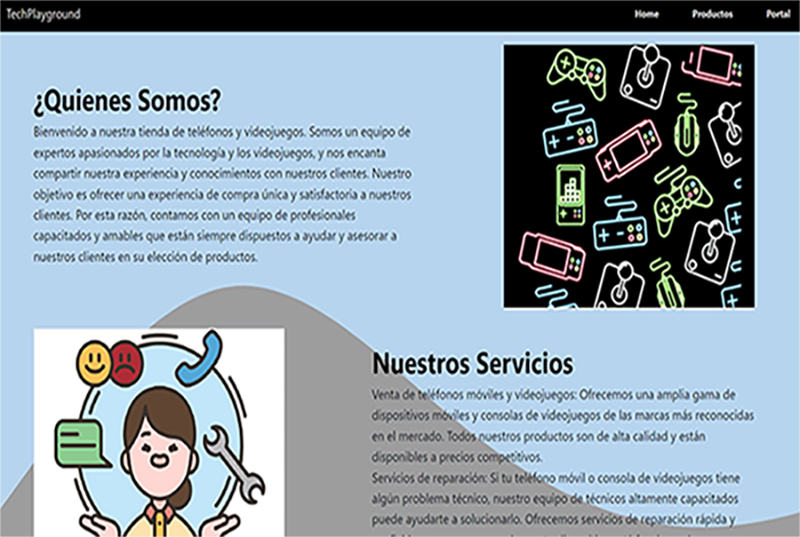 TechPlayground
Home Productos Portal
¿Quienes Somos?
Bienvenido a nuestra tienda de teléfonos y videojuegos. Somos un equipo de
expertos apasionados por la tecnología y los videojuegos, y nos encanta
compartir nuestra experiencia y conocimientos con nuestros clientes. Nuestro
objetivo es ofrecer una experiencia de compra única y satisfactoria a nuestros
clientes. Por esta razón, contamos con un equipo de profesionales
capacitados y amables que están siempre dispuestos a ayudar y asesorar a
nuestros clientes en su elección de productos.
Nuestros Servicios
Venta de teléfonos móviles y videojuegos: Ofrecemos una amplia gama de
dispositivos móviles y consolas de videojuegos de las marcas más reconocidas
en el mercado. Todos nuestros productos son de alta calidad y están
disponibles a precios competitivos.
Servicios de reparación: Si tu teléfono móvil o consola de videojuegos tiene
algún problema técnico, nuestro equipo de técnicos altamente capacitados
puede ayudarte a solucionarlo. Ofrecemos servicios de reparación rápida y